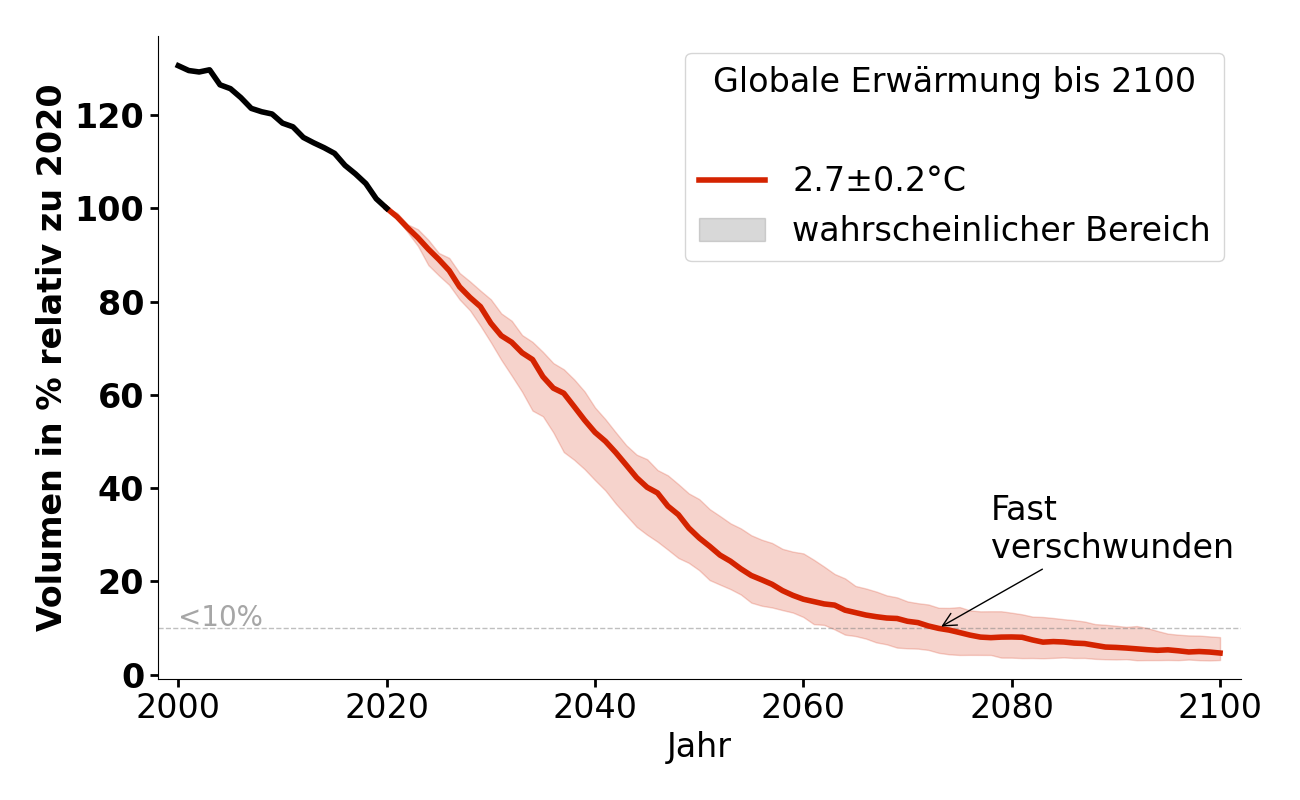 Volumen in % relativ zu 2020
120
100
80
60
40
20
0
Globale Erwärmung bis 2100
2.7±0.2°C
wahrscheinlicher Bereich
Fast
verschwunden
<10%
2000
2020
2040
2060
2080
2100
Jahr